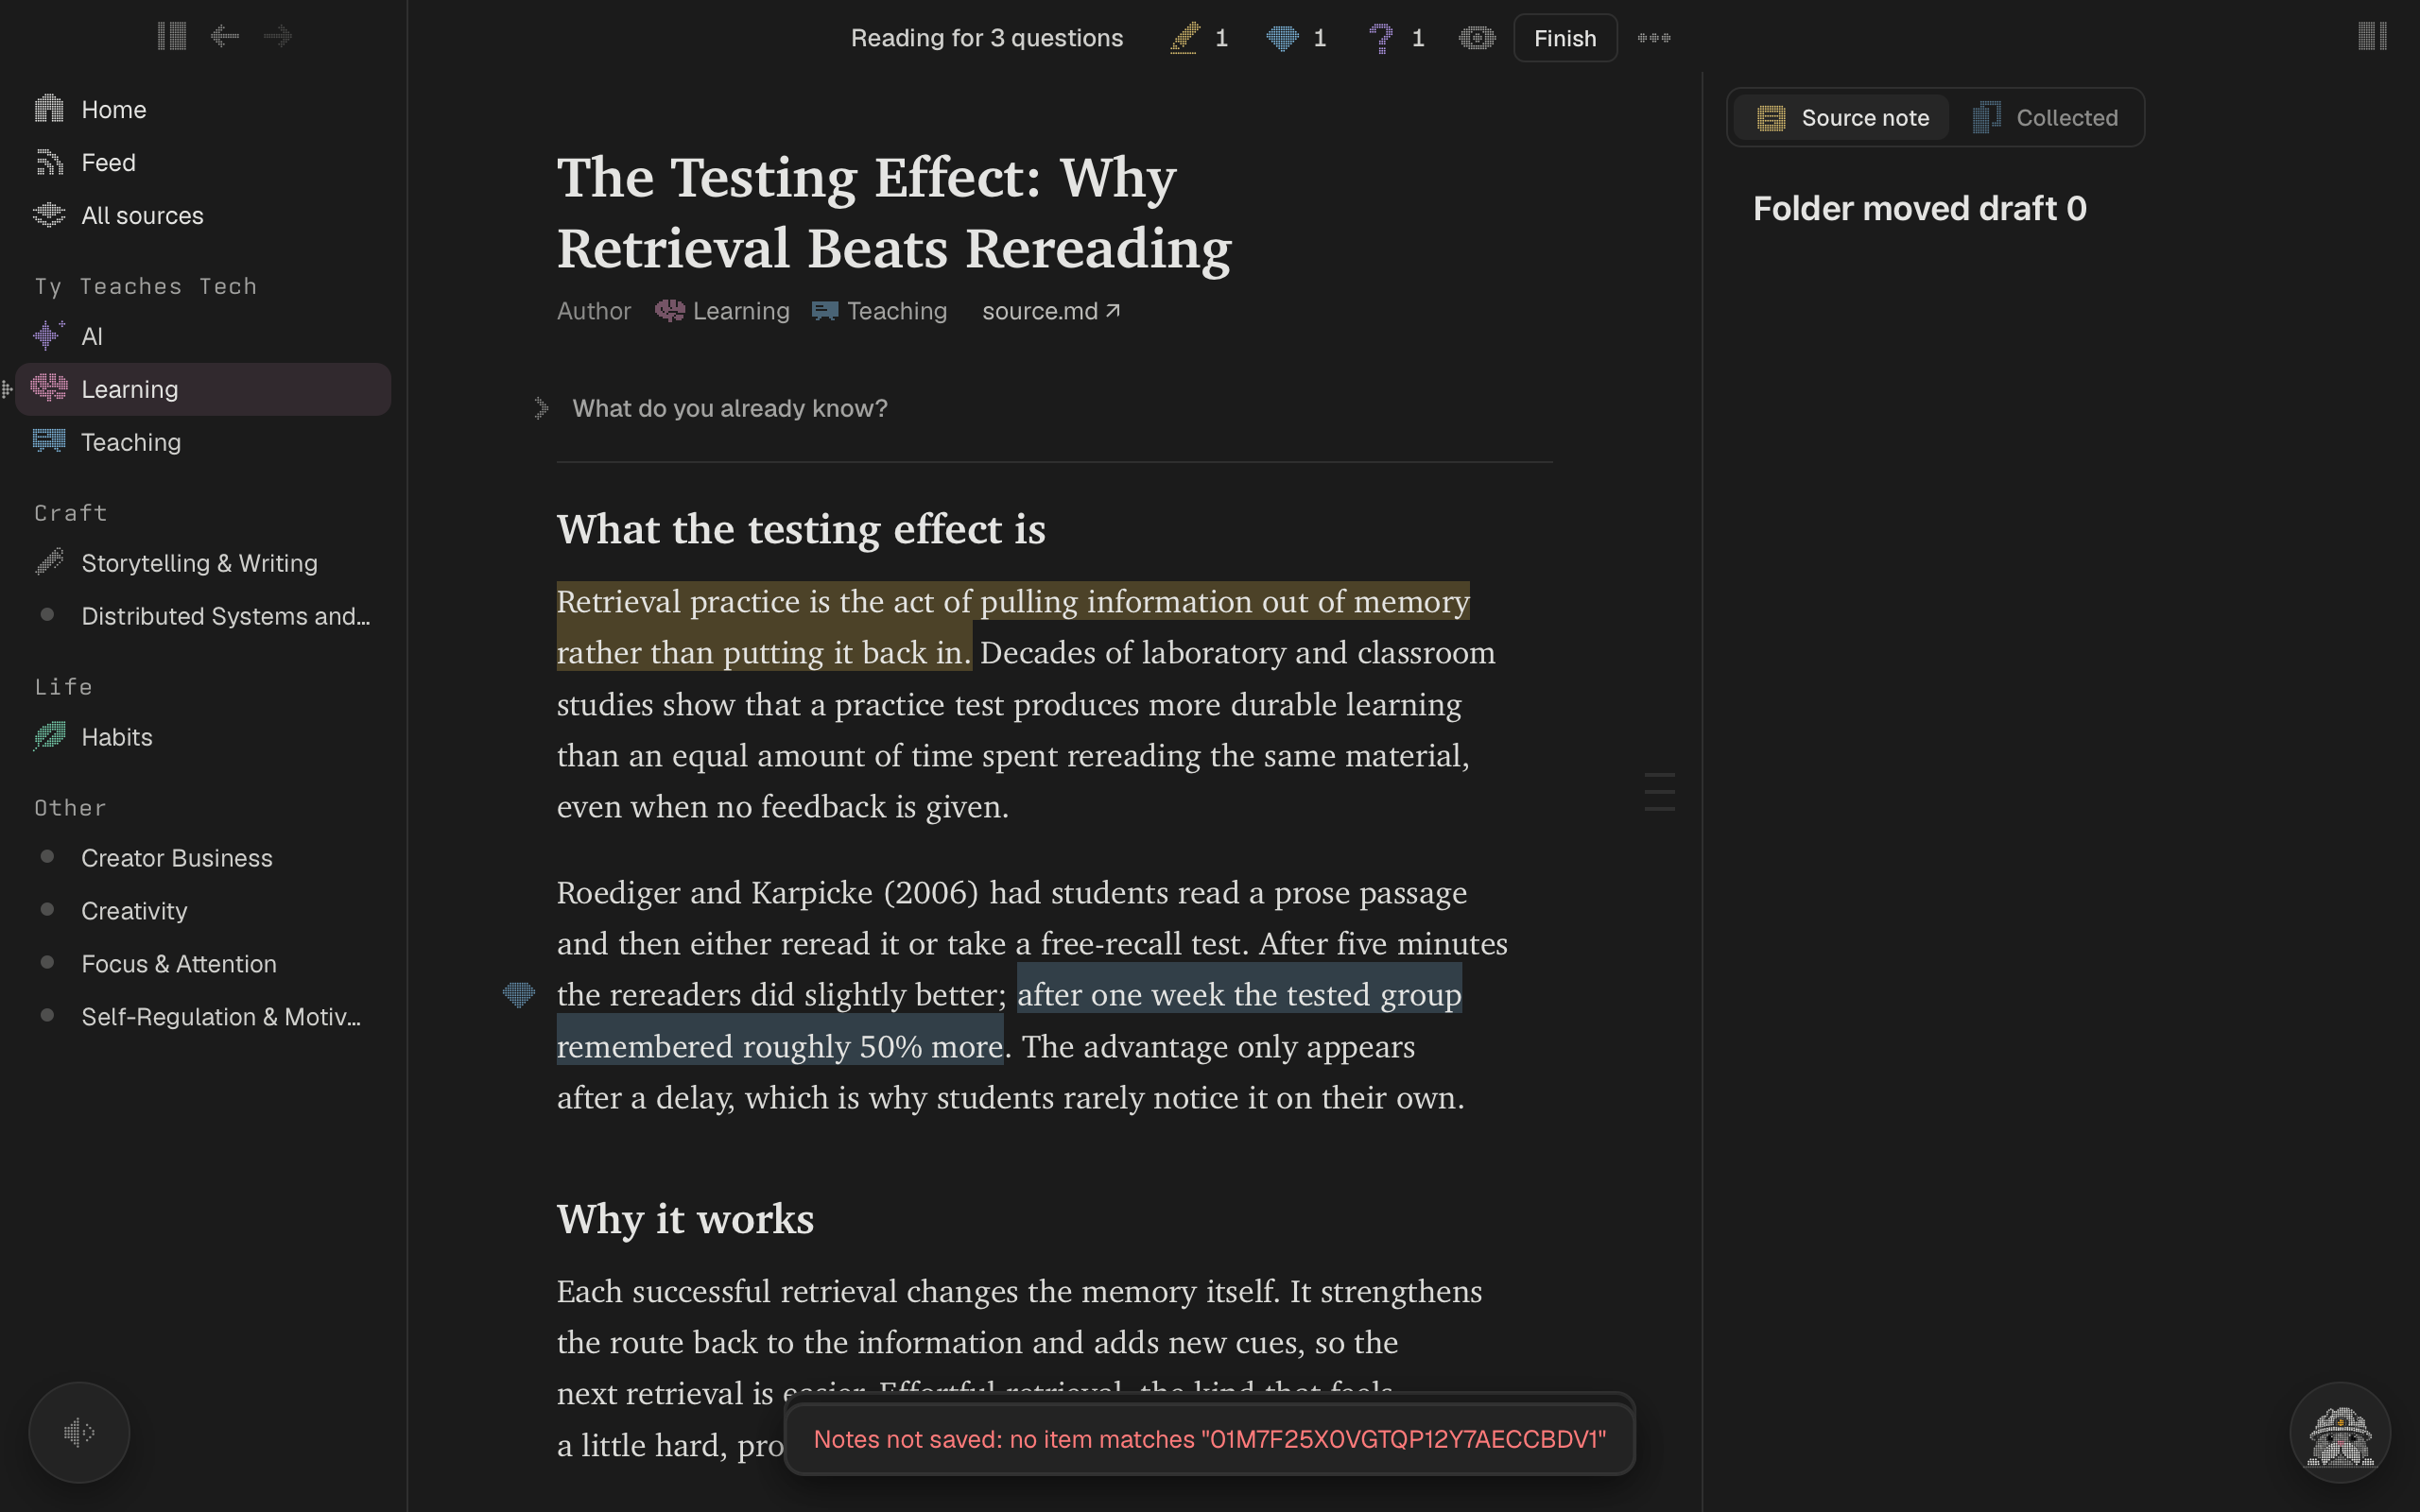 Reading for 3 questions
1
1
1
Finish
Home
Feed
All sources
Ty Teaches Tech
AI
Learning
Teaching
Craft
Storytelling & Writing
Distributed Systems and...
Life
Habits
Other
Creator Business
Creativity
Focus & Attention
Self-Regulation & Motiv...
The Testing Effect: Why
Retrieval Beats Rereading
Author Learning Teaching source.md ↗
What do you already know?
What the testing effect is
Retrieval practice is the act of pulling information out of memory
rather than putting it back in. Decades of laboratory and classroom
studies show that a practice test produces more durable learning
than an equal amount of time spent rereading the same material,
even when no feedback is given.
Roediger and Karpicke (2006) had students read a prose passage
and then either reread it or take a free-recall test. After five minutes
the rereaders did slightly better; after one week the tested group
remembered roughly 50% more. The advantage only appears
after a delay, which is why students rarely notice it on their own.
Why it works
Each successful retrieval changes the memory itself. It strengthens
the route back to the information and adds new cues, so the
next retrieval is easier. Effortful retrieval, the kind that feels
a little hard, pro
Notes not saved: no item matches "01M7F25X0VGTQP12Y7AECCBDV1"
Source note
Collected
Folder moved draft 0